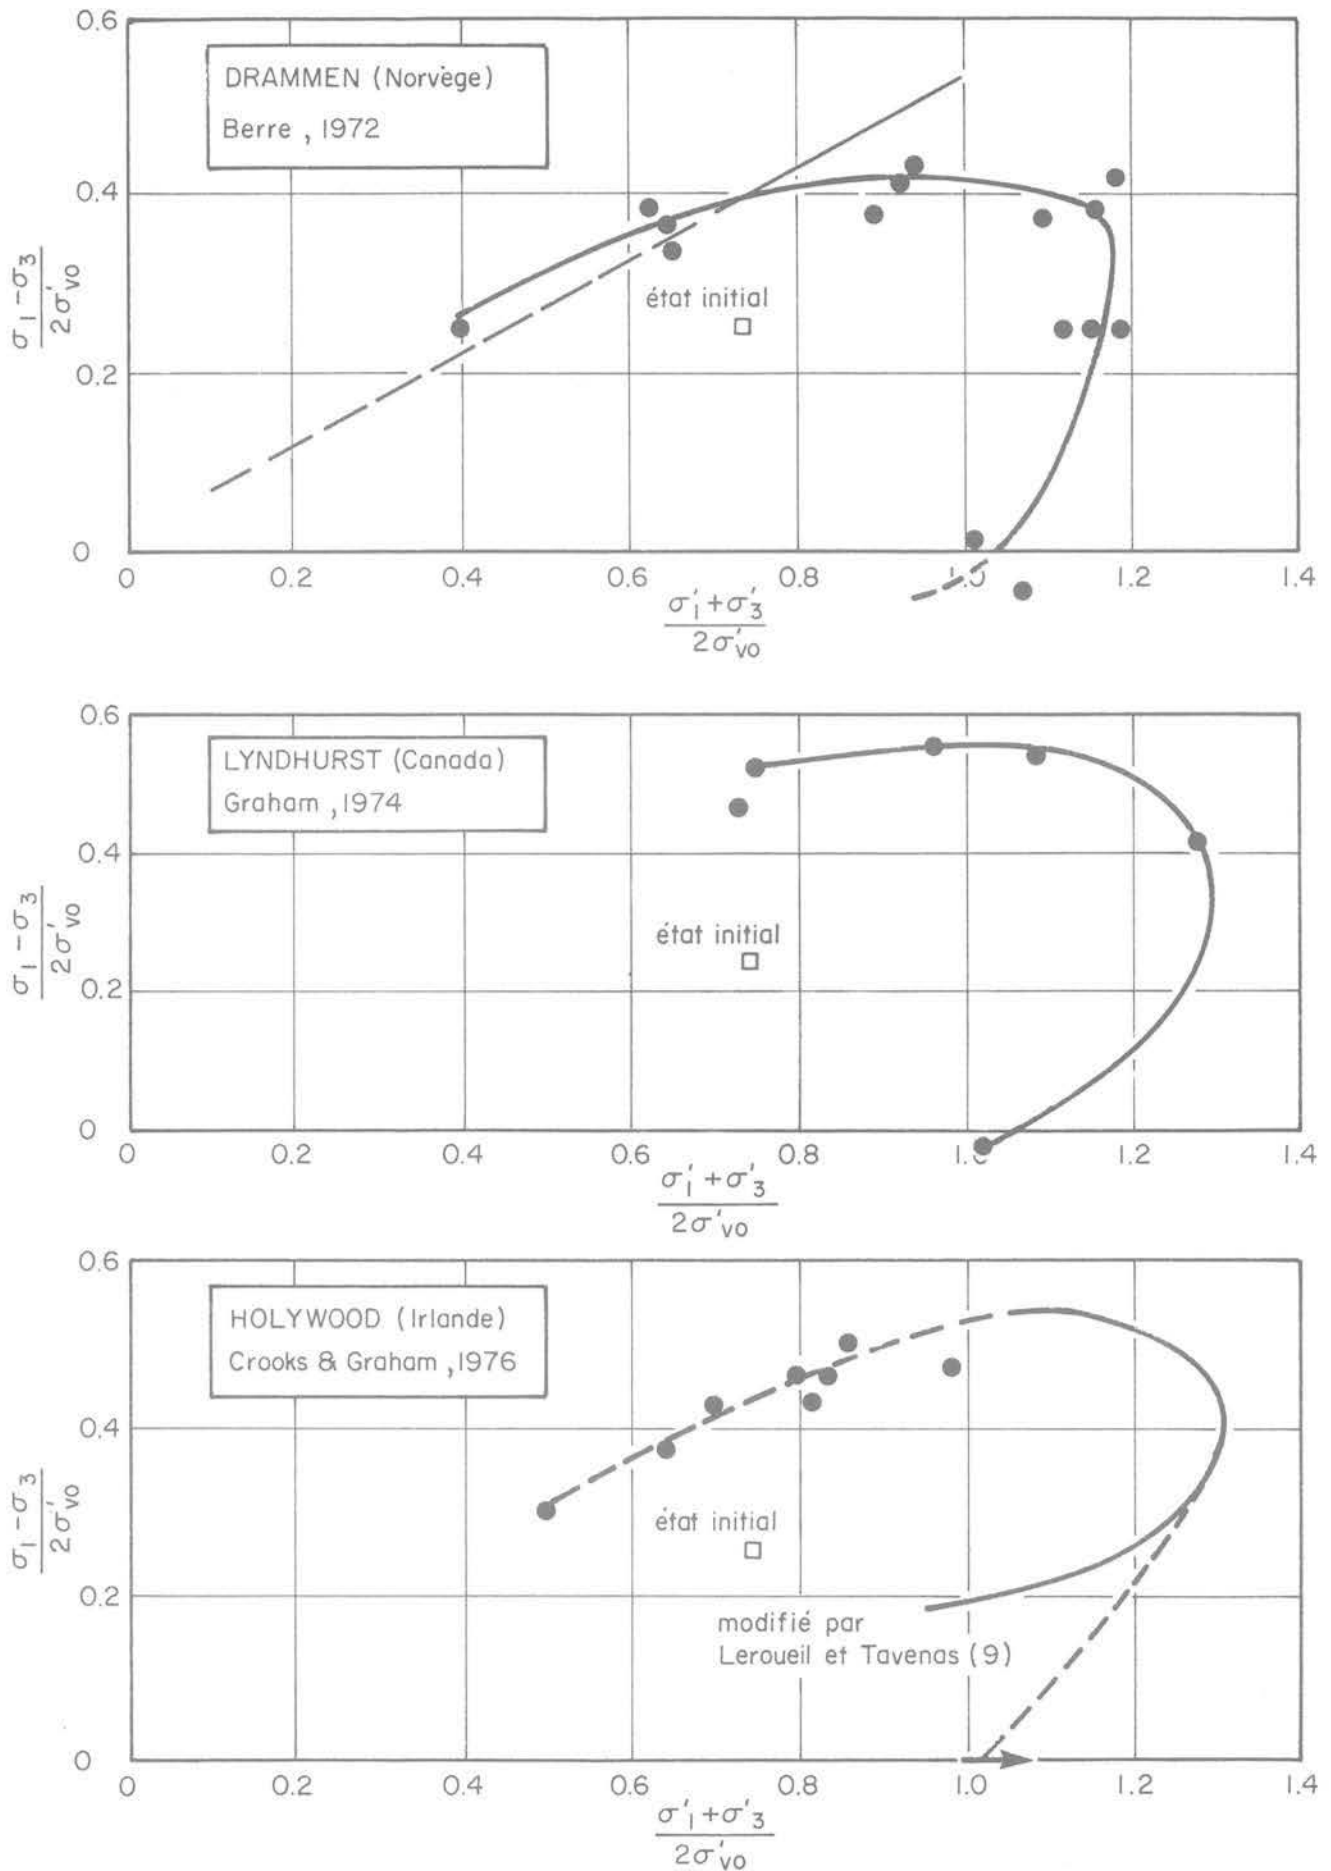 0.6
DRAMMEN (Norvège)
Berre , 1972
0.4
σ₁ - σ₃
2σ'vo
état initial
0.2
0
0 0.2 0.4 0.6 0.8 1.0 1.2 1.4
σ'₁ + σ'₃
2σ'vo
0.6
LYNDHURST (Canada)
Graham , 1974
0.4
σ₁ - σ₃
2σ'vo
état initial
0.2
0
0 0.2 0.4 0.6 0.8 1.0 1.2 1.4
σ'₁ + σ'₃
2σ'vo
0.6
HOLYWOOD (Irlande)
Crooks & Graham , 1976
0.4
σ₁ - σ₃
2σ'vo
état initial
0.2
modifié par
Leroueil et Tavenas (9)
0
0 0.2 0.4 0.6 0.8 1.0 1.2 1.4
σ'₁ + σ'₃
2σ'vo